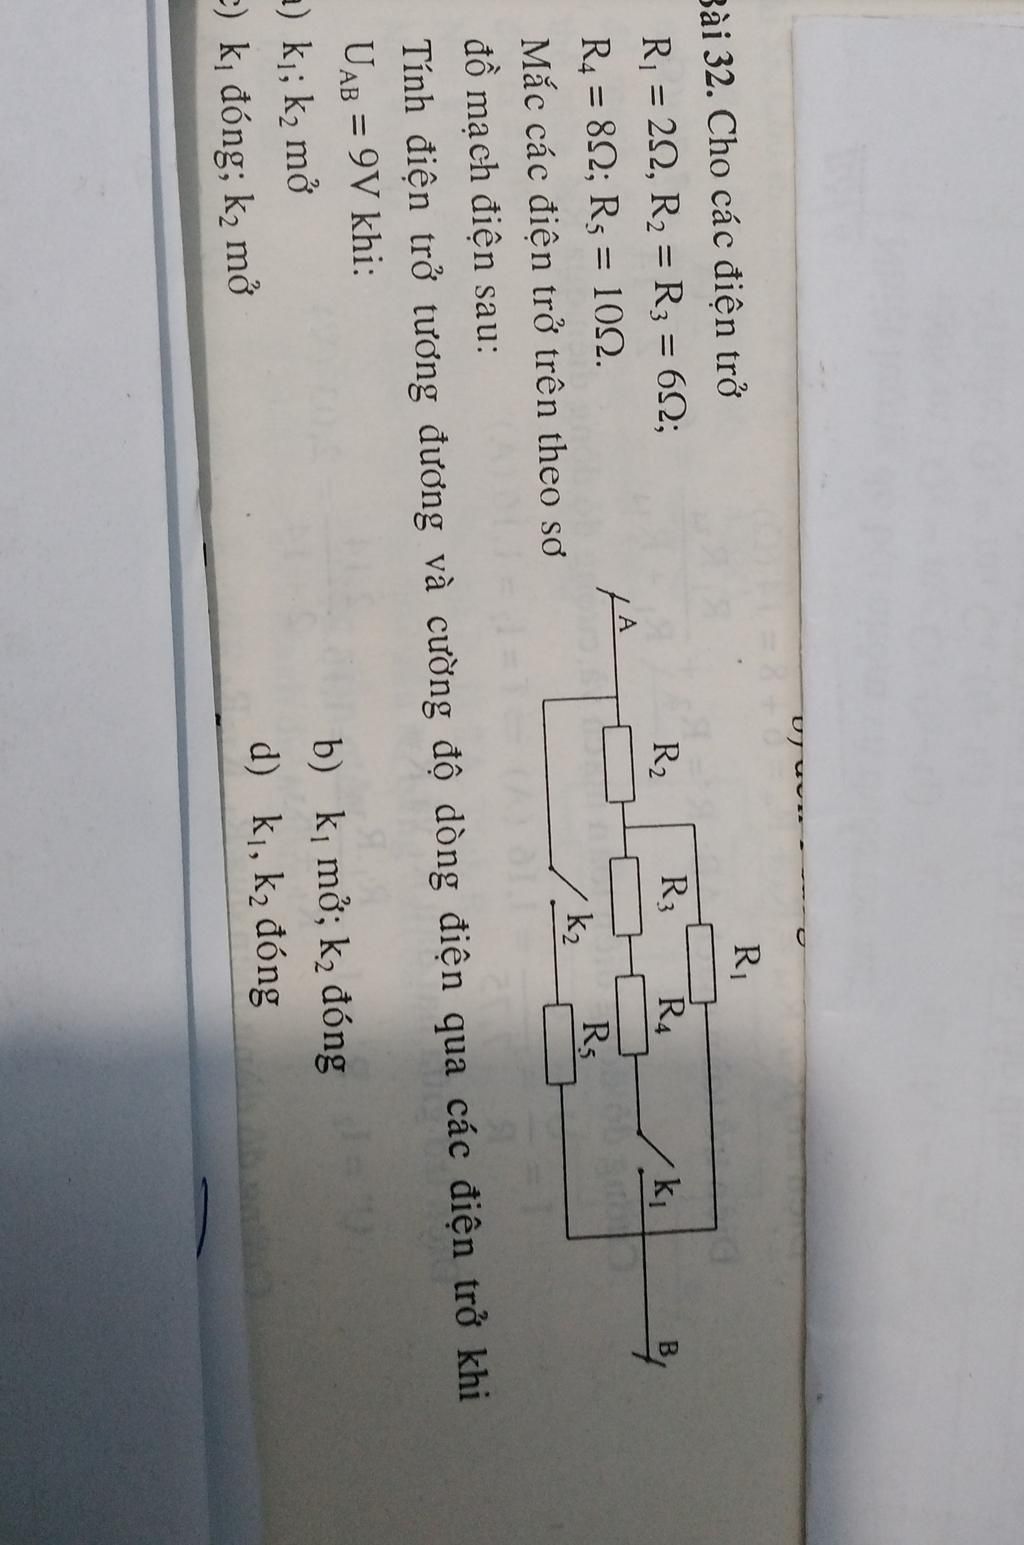 Bài 32. Cho các điện trở
R₁ = 2Ω, R₂ = R₃ = 6Ω;
R₄ = 8Ω; R₅ = 10Ω.
Mắc các điện trở trên theo sơ
đồ mạch điện sau:
R₁
R₂
R₃
R₄
k₁
A
B
k₂
R₅
Tính điện trở tương đương và cường độ dòng điện qua các điện trở khi
U_AB = 9V khi:
a) k₁; k₂ mở
b) k₁ mở; k₂ đóng
c) k₁ đóng; k₂ mở
d) k₁, k₂ đóng